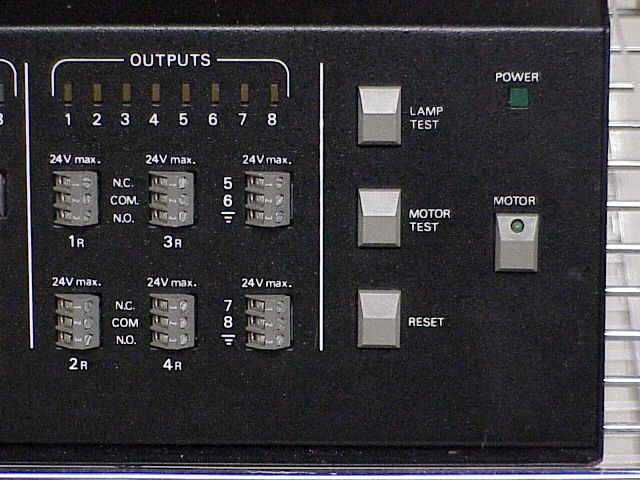 OUTPUTS
1 2 3 4 5 6 7 8
24V max. 24V max. 24V max.
N.C. 5
COM. 6
N.O.
1R 3R
24V max. 24V max. 24V max.
N.C. 7
COM 8
N.O.
2R 4R
LAMP
TEST
MOTOR
TEST
RESET
POWER
MOTOR